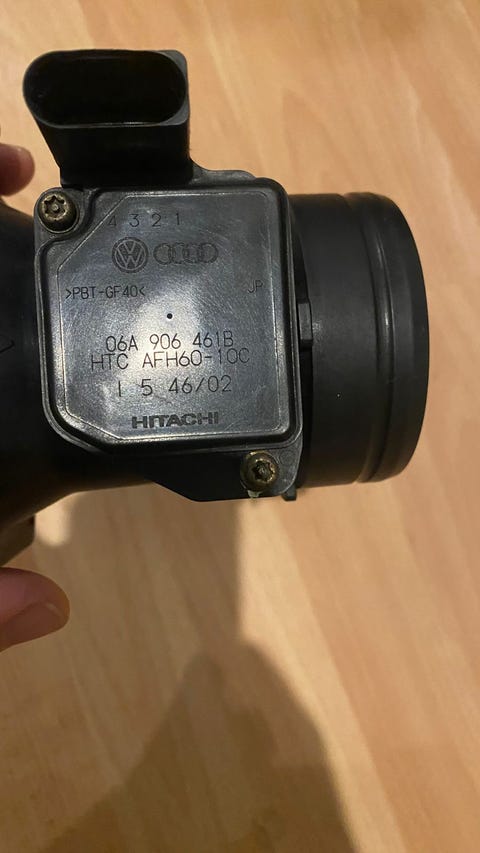 4 3 2 1
>PBT-GF40<
JP
06A 906 461B
HTC AFH60-10C
1 5 46/02
HITACHI